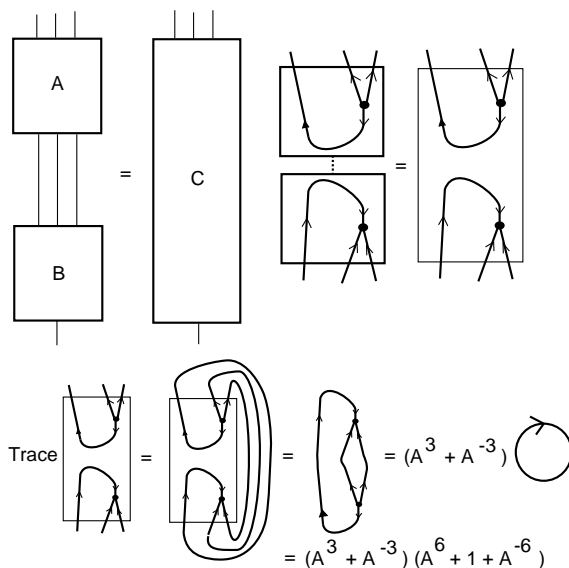 A
=
C
=
B
Trace
=
=
= (A^3 + A^-3)
= (A^3 + A^-3) (A^6 + 1 + A^-6)